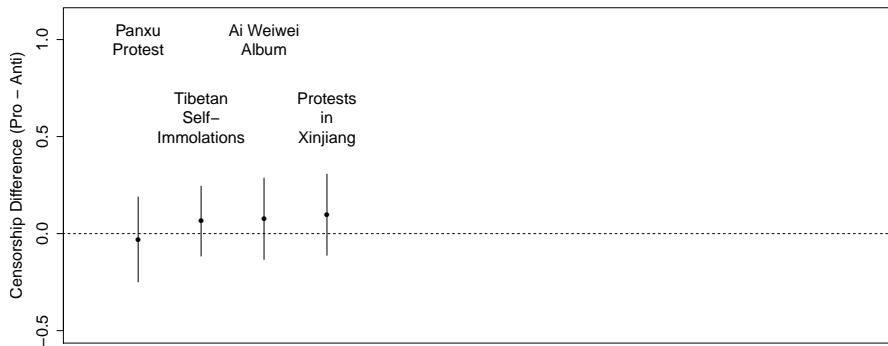 Panxu
Protest
Ai Weiwei
Album
Tibetan
Self−
Immolations
Protests
in
Xinjiang
Censorship Difference (Pro − Anti)
1.0
0.5
0.0
−0.5